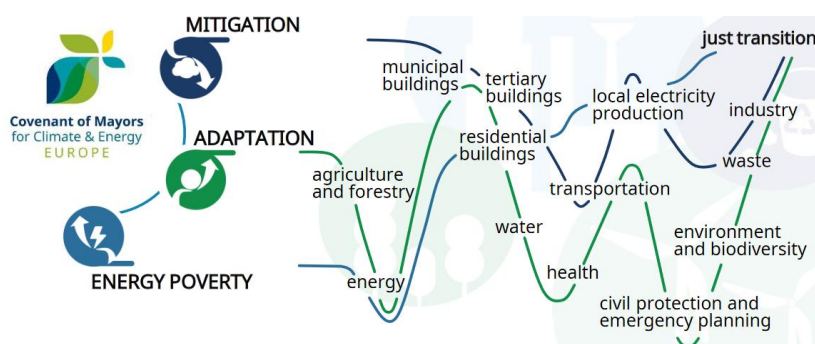 MITIGATION
Covenant of Mayors
for Climate & Energy
EUROPE
ADAPTATION
ENERGY POVERTY
just transition
municipal
buildings
tertiary
buildings
local electricity
production
industry
residential
buildings
waste
agriculture
and forestry
transportation
water
environment
and biodiversity
health
energy
civil protection and
emergency planning